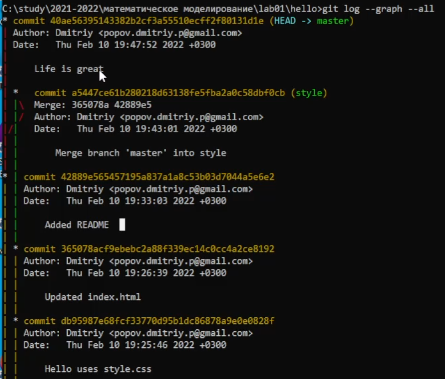 C:\study\2021-2022\математическое моделирование\lab01\hello>git log --graph --all
* commit 40ae56395143382b2cf3a55510ecff2f80131d1e (HEAD -> master)
| Author: Dmitriy <popov.dmitriy.p@gmail.com>
| Date:   Thu Feb 10 19:47:52 2022 +0300
|
|     Life is great
|
| *   commit a5447ce61b280218d63138fe5fba2a0c58dbf0cb (style)
| |\  Merge: 365078a 42889e5
| |/  Author: Dmitriy <popov.dmitriy.p@gmail.com>
|/|   Date:   Thu Feb 10 19:43:01 2022 +0300
| |
| |       Merge branch 'master' into style
| |
* | commit 42889e565457195a837a1a8c53b03d7044a5e6e2
| | Author: Dmitriy <popov.dmitriy.p@gmail.com>
| | Date:   Thu Feb 10 19:33:03 2022 +0300
| |
| |     Added README
| |
| * commit 365078acf9ebebc2a88f339ec14c0cc4a2ce8192
| | Author: Dmitriy <popov.dmitriy.p@gmail.com>
| | Date:   Thu Feb 10 19:26:39 2022 +0300
| |
| |     Updated index.html
| |
| * commit db95987e68fcf33770d95b1dc86878a9e0e0828f
| | Author: Dmitriy <popov.dmitriy.p@gmail.com>
| | Date:   Thu Feb 10 19:25:46 2022 +0300
| |
| |     Hello uses style.css